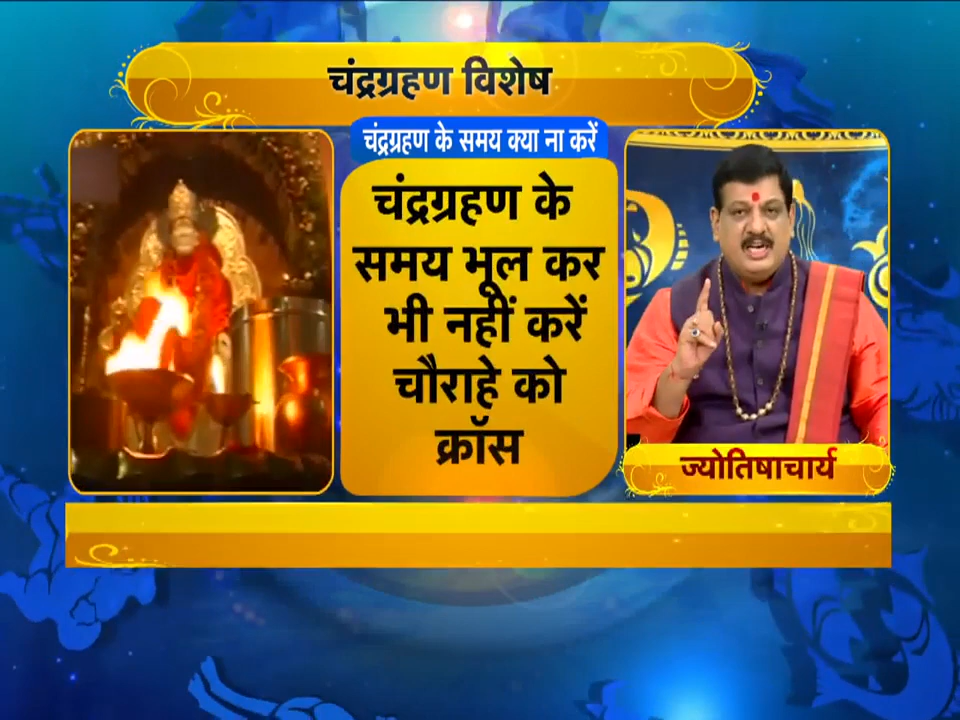 चंद्रग्रहण विशेष
चंद्रग्रहण के समय क्या ना करें
चंद्रग्रहण के
समय भूल कर
भी नहीं करें
चौराहे को
क्रॉस
ज्योतिषाचार्य